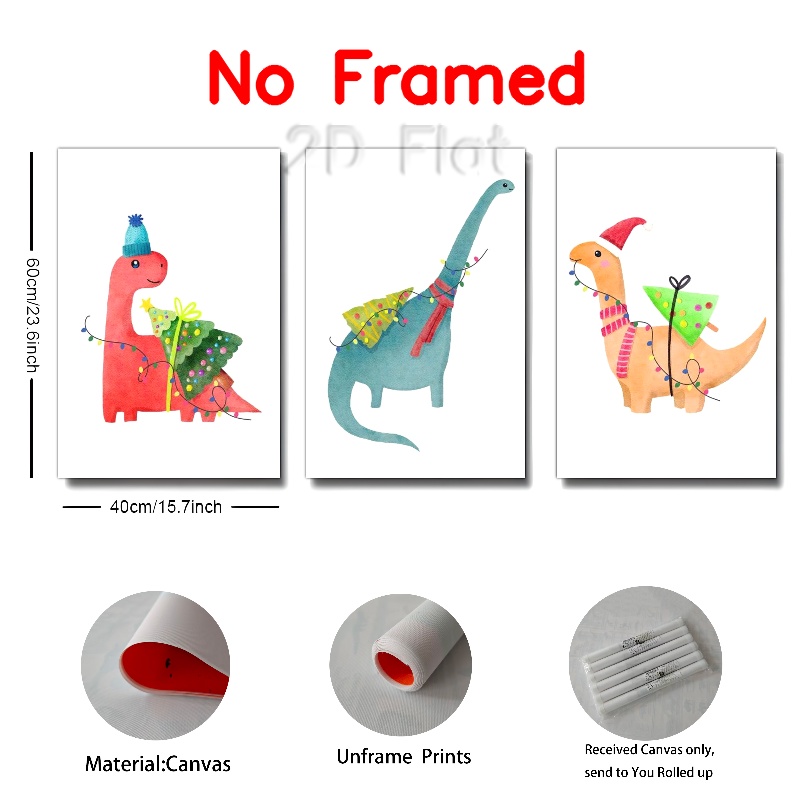 No Framed
2D Flat
60cm/23.6inch
40cm/15.7inch
Material:Canvas
Unframe Prints
Received Canvas only,
send to You Rolled up